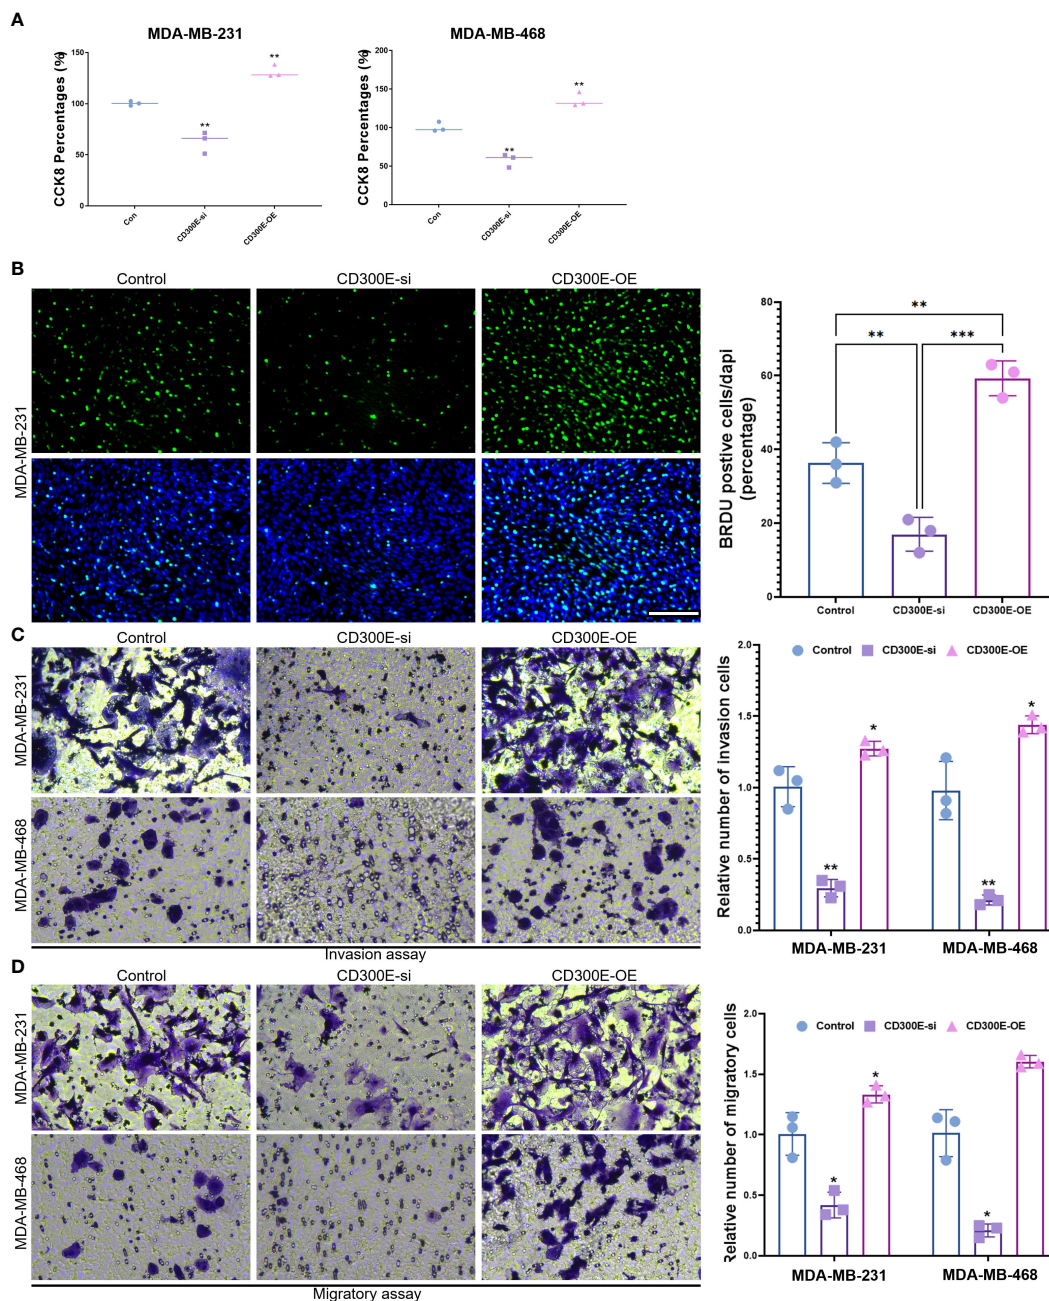 A
MDA-MB-231
MDA-MB-468
CCK8 Percentages (%)
150
100
50
0
**
**
Con
CD300E-si
CD300E-OE
CCK8 Percentages (%)
200
150
100
50
0
**
**
Con
CD300E-si
CD300E-OE
B
Control
CD300E-si
CD300E-OE
MDA-MB-231
BRDU postive cells/dapI
(percentage)
80
60
40
20
0
**
**
***
Control
CD300E-si
CD300E-OE
C
Control
CD300E-si
CD300E-OE
MDA-MB-231
MDA-MB-468
Invasion assay
Relative number of invasion cells
2.0
1.5
1.0
0.5
0.0
Control
CD300E-si
CD300E-OE
**
*
**
*
MDA-MB-231
MDA-MB-468
D
Control
CD300E-si
CD300E-OE
MDA-MB-231
MDA-MB-468
Migratory assay
Relative number of migratory cells
2.0
1.5
1.0
0.5
0.0
Control
CD300E-si
CD300E-OE
*
*
*
MDA-MB-231
MDA-MB-468